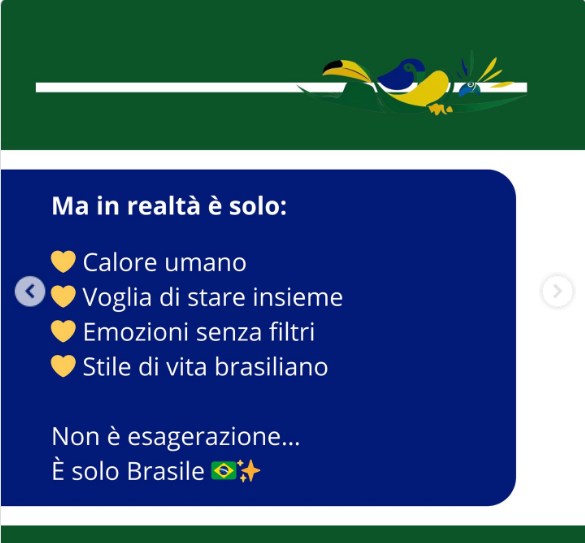 Ma in realtà è solo:
💛 Calore umano
💛 Voglia di stare insieme
💛 Emozioni senza filtri
💛 Stile di vita brasiliano
Non è esagerazione...
È solo Brasile 🇧🇷✨